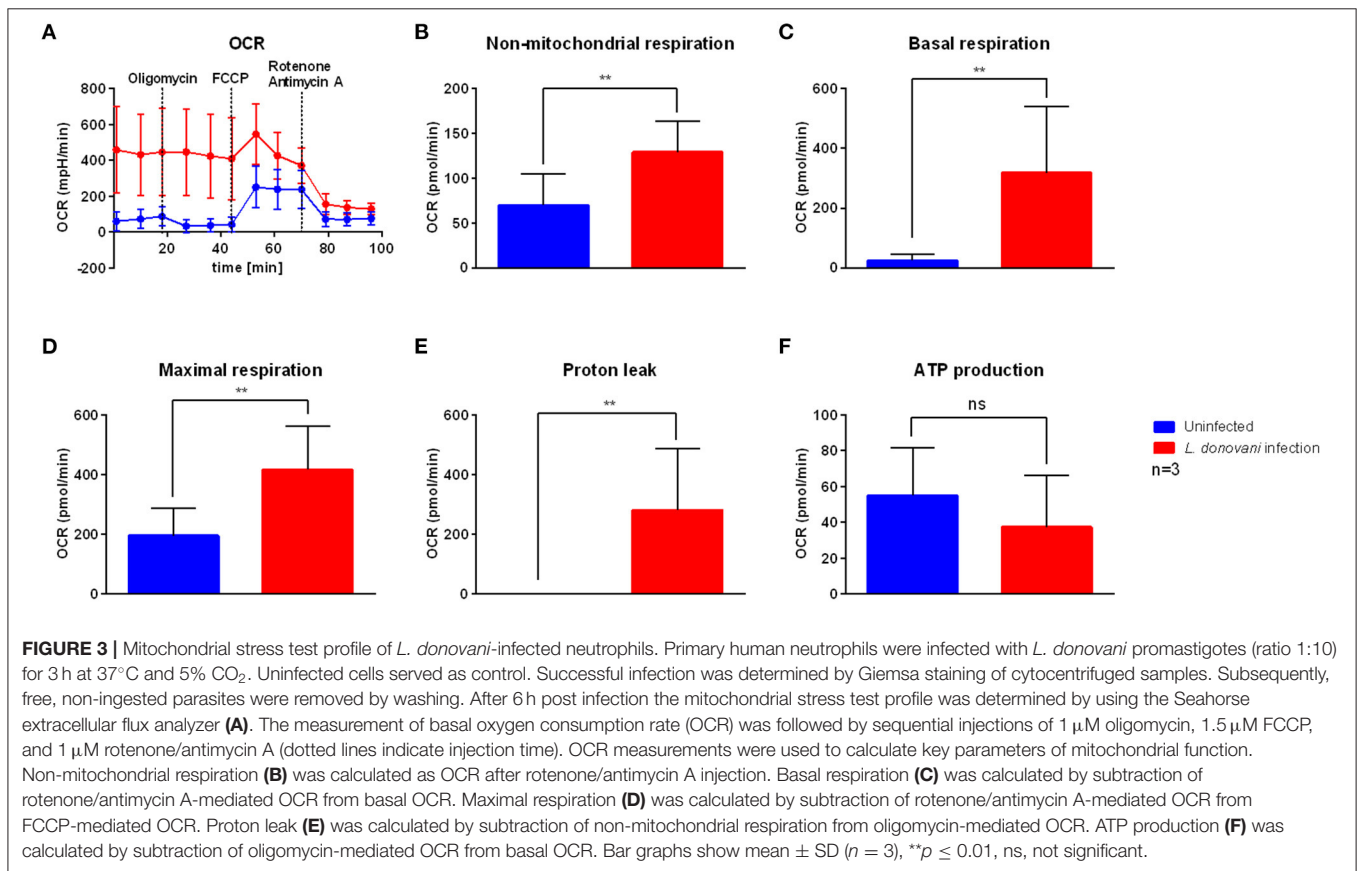 A
OCR
Oligomycin
FCCP
Rotenone
Antimycin A
OCR (mpH/min)
800
600
400
200
0
-200
20
40
60
80
100
time [min]
B
Non-mitochondrial respiration
**
OCR (pmol/min)
200
150
100
50
0
C
Basal respiration
**
OCR (pmol/min)
600
400
200
0
D
Maximal respiration
**
OCR (pmol/min)
600
400
200
0
E
Proton leak
**
OCR (pmol/min)
600
400
200
0
F
ATP production
ns
OCR (pmol/min)
100
80
60
40
20
0
Uninfected
L. donovani infection
n=3
FIGURE 3 | Mitochondrial stress test profile of L. donovani-infected neutrophils. Primary human neutrophils were infected with L. donovani promastigotes (ratio 1:10)
for 3 h at 37°C and 5% CO₂. Uninfected cells served as control. Successful infection was determined by Giemsa staining of cytocentrifuged samples. Subsequently,
free, non-ingested parasites were removed by washing. After 6 h post infection the mitochondrial stress test profile was determined by using the Seahorse
extracellular flux analyzer (A). The measurement of basal oxygen consumption rate (OCR) was followed by sequential injections of 1 μM oligomycin, 1.5 μM FCCP,
and 1 μM rotenone/antimycin A (dotted lines indicate injection time). OCR measurements were used to calculate key parameters of mitochondrial function.
Non-mitochondrial respiration (B) was calculated as OCR after rotenone/antimycin A injection. Basal respiration (C) was calculated by subtraction of
rotenone/antimycin A-mediated OCR from basal OCR. Maximal respiration (D) was calculated by subtraction of rotenone/antimycin A-mediated OCR from
FCCP-mediated OCR. Proton leak (E) was calculated by subtraction of non-mitochondrial respiration from oligomycin-mediated OCR. ATP production (F) was
calculated by subtraction of oligomycin-mediated OCR from basal OCR. Bar graphs show mean ± SD (n = 3), **p ≤ 0.01, ns, not significant.